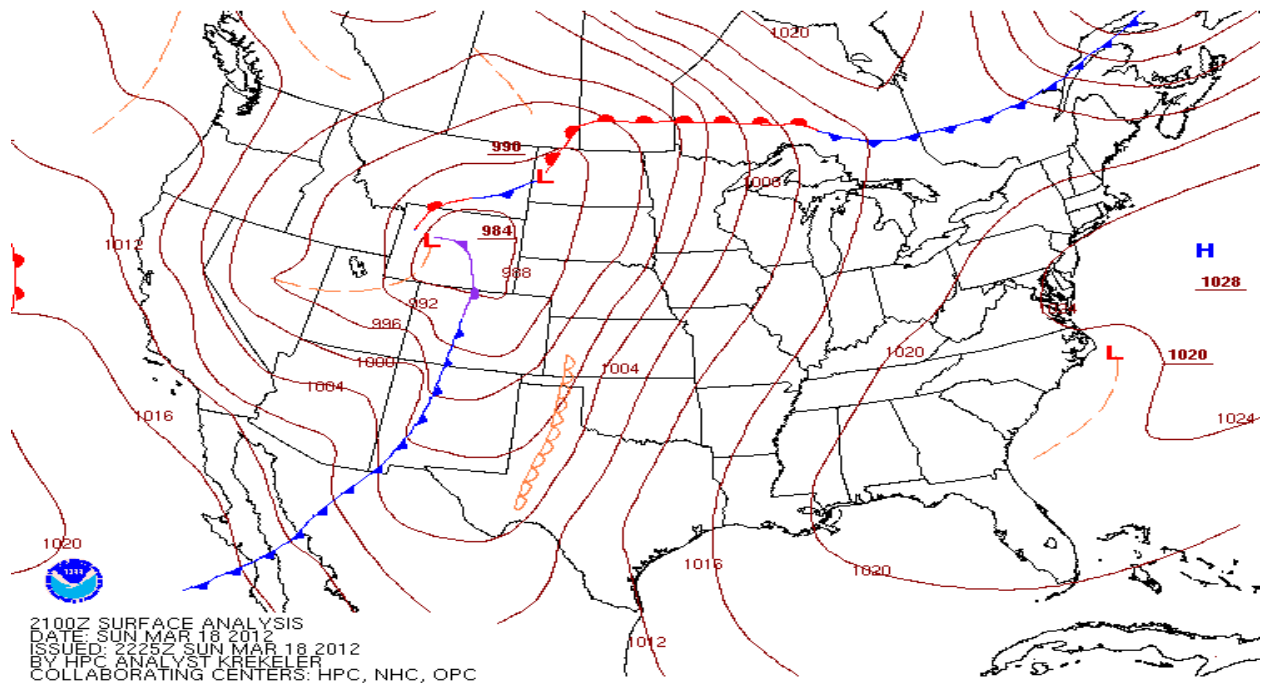 1020
990
L
1008
1012
984
L
988
H
1028
992
996
1024
1020
L
1020
1000
1004
1004
1016
1024
1020
1016
1020
1012
2100Z SURFACE ANALYSIS
DATE: SUN MAR 18 2012
ISSUED: 2225Z SUN MAR 18 2012
BY HPC ANALYST KREKELER
COLLABORATING CENTERS: HPC, NHC, OPC